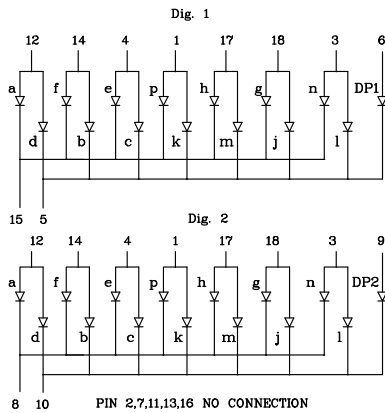 Dig. 1
12 14 4 1 17 18 3 6
a f e p h g n DP1
d b c k m j l
15 5
Dig. 2
12 14 4 1 17 18 3 9
a f e p h g n DP2
d b c k m j l
8 10 PIN 2,7,11,13,16 NO CONNECTION